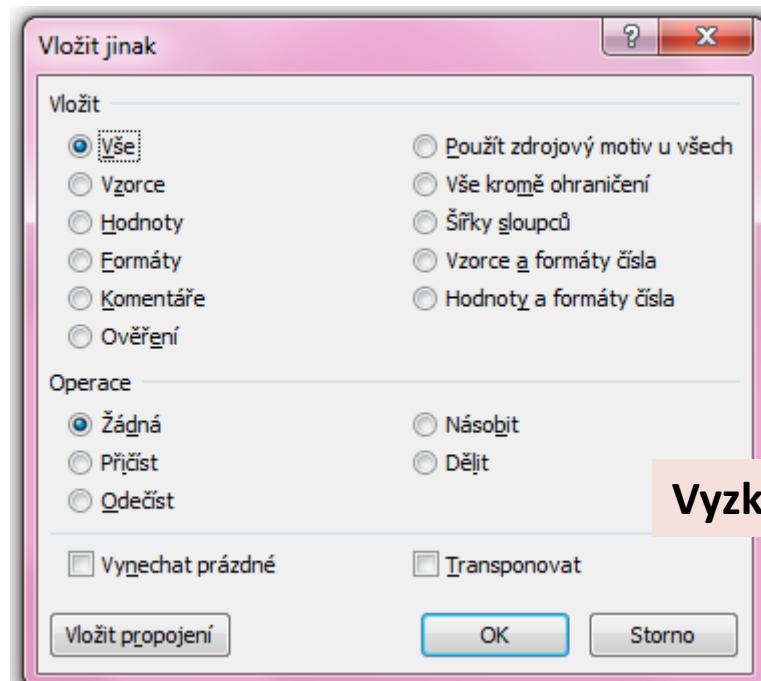 Vložit jinak
Vložit
Vše
Použít zdrojový motiv u všech
Vzorce
Vše kromě ohraničení
Hodnoty
Šířky sloupců
Formáty
Vzorce a formáty čísla
Komentáře
Hodnoty a formáty čísla
Ověření
Operace
Žádná
Násobit
Přičíst
Dělit
Odečíst
Vyzk
Vynechat prázdné
Transponovat
Vložit propojení
OK
Storno